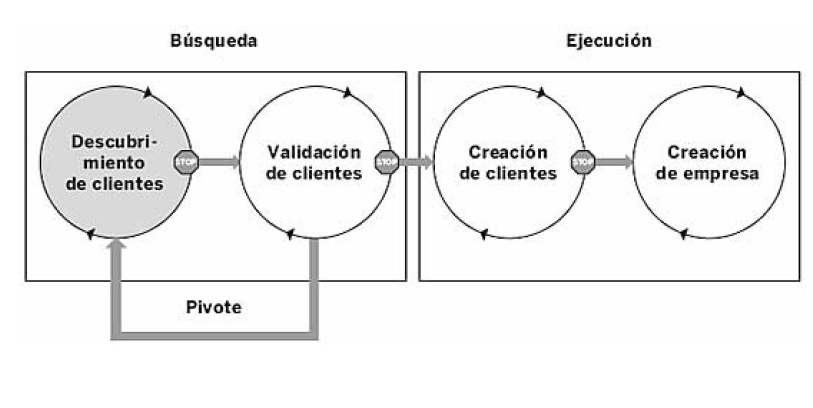 Búsqueda
Ejecución
Descubri-
miento
de clientes
STOP
Validación
de clientes
STOP
Creación
de clientes
STOP
Creación
de empresa
Pivote